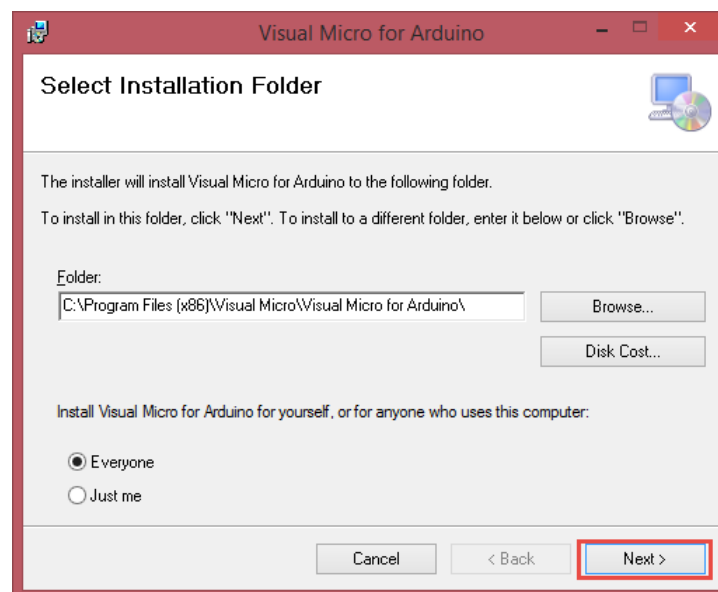 Visual Micro for Arduino
Select Installation Folder
The installer will install Visual Micro for Arduino to the following folder.
To install in this folder, click "Next". To install to a different folder, enter it below or click "Browse".
Folder:
C:\Program Files (x86)\Visual Micro\Visual Micro for Arduino\
Browse...
Disk Cost...
Install Visual Micro for Arduino for yourself, or for anyone who uses this computer:
Everyone
Just me
Cancel
< Back
Next >